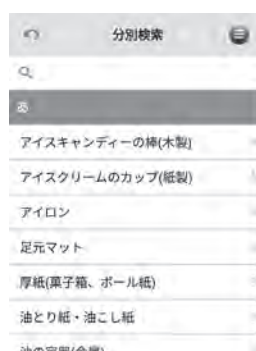 分別検索
あ
アイスキャンディーの棒(木製)
アイスクリームのカップ(紙製)
アイロン
足元マット
厚紙(菓子箱、ボール紙)
油とり紙・油こし紙